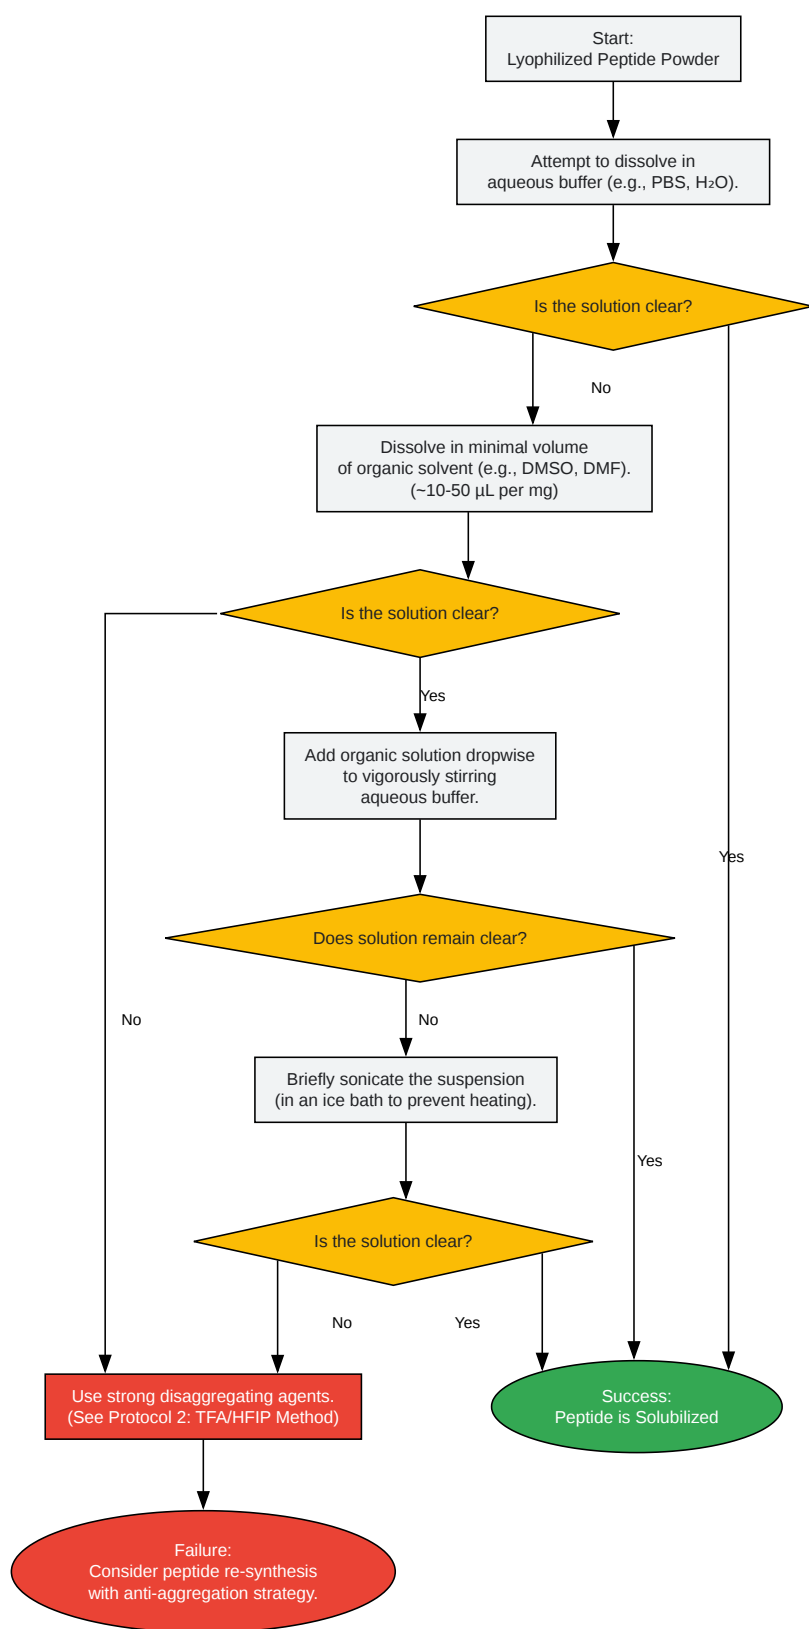 Start:
Lyophilized Peptide Powder
Attempt to dissolve in
aqueous buffer (e.g., PBS, H₂O).
Is the solution clear?
No
Dissolve in minimal volume
of organic solvent (e.g., DMSO, DMF).
(~10-50 µL per mg)
Is the solution clear?
Yes
Add organic solution dropwise
to vigorously stirring
aqueous buffer.
Yes
Does solution remain clear?
No
No
Briefly sonicate the suspension
(in an ice bath to prevent heating).
Yes
Is the solution clear?
No
Yes
Use strong disaggregating agents.
(See Protocol 2: TFA/HFIP Method)
Success:
Peptide is Solubilized
Failure:
Consider peptide re-synthesis
with anti-aggregation strategy.